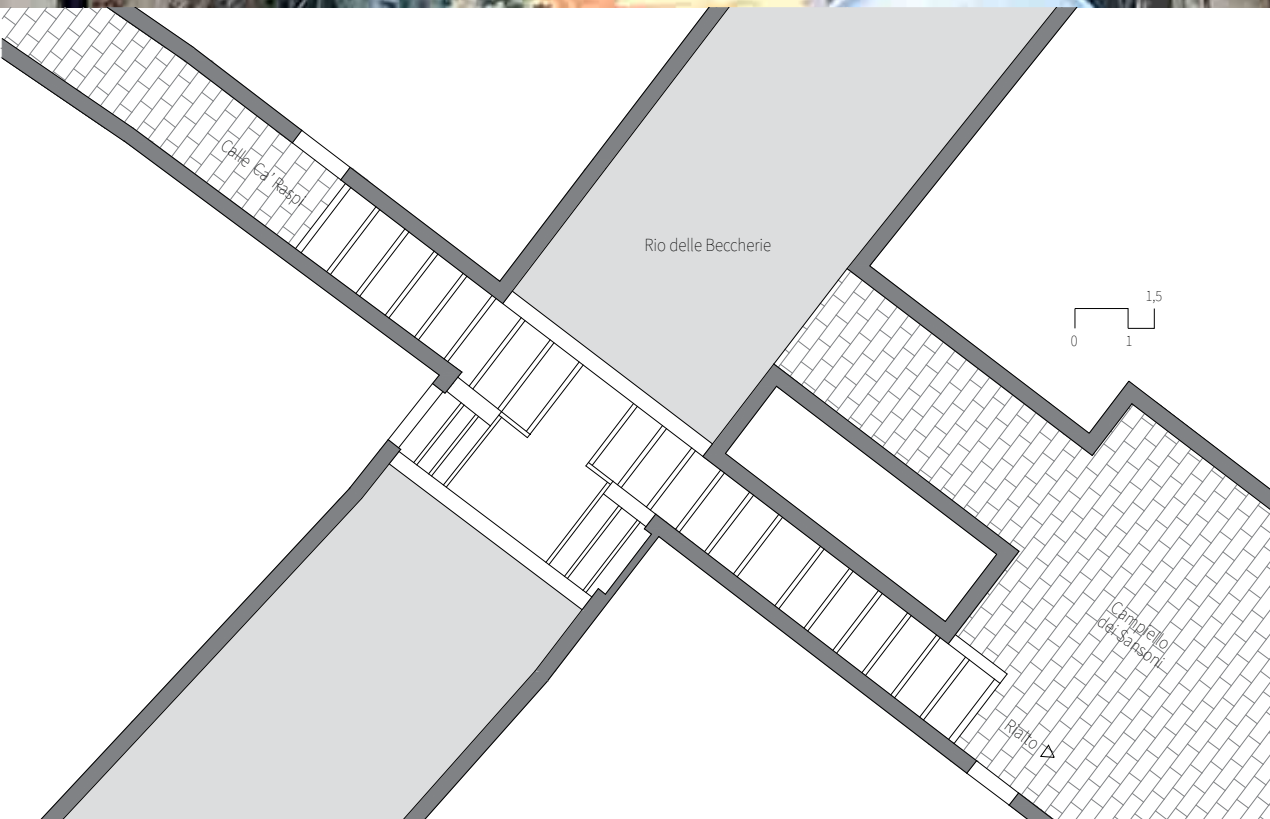 Calle Ca' Raspi
Rio delle Beccherie
1,5
0 1
Campiello
dei Sansoni
Rialto